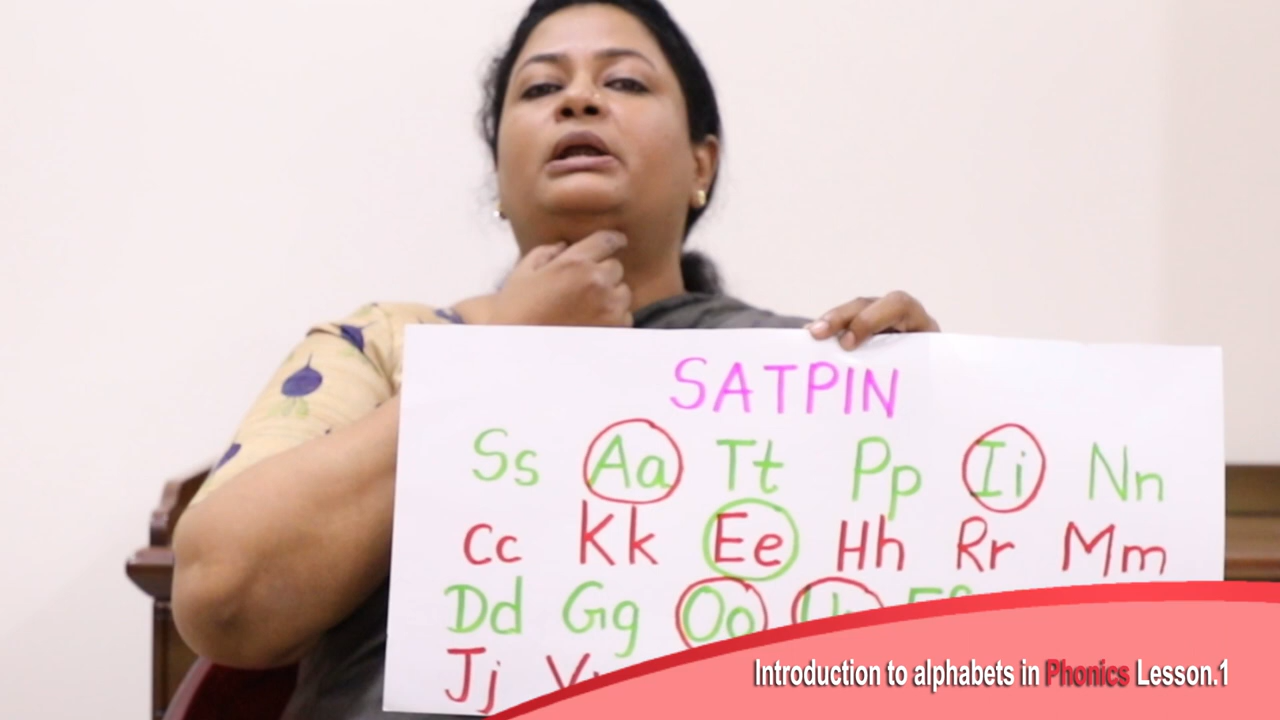 SATPIN
Ss Aa Tt Pp Ii Nn
Cc Kk Ee Hh Rr Mm
Dd Gg Oo
Jj
Introduction to alphabets in Phonics Lesson.1